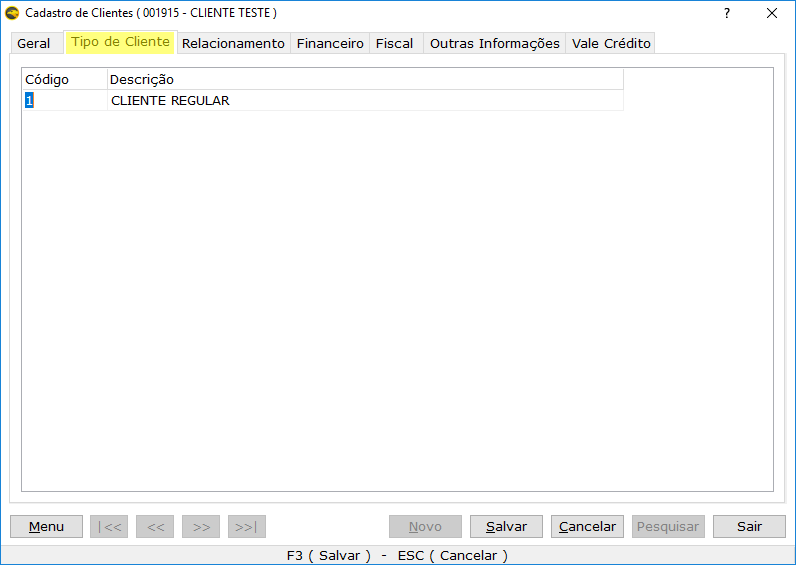 Cadastro de Clientes ( 001915 - CLIENTE TESTE )
?
Geral Tipo de Cliente Relacionamento Financeiro Fiscal Outras Informações Vale Crédito
Código Descrição
1 CLIENTE REGULAR
Menu |<< << >> >>| Novo Salvar Cancelar Pesquisar Sair
F3 ( Salvar ) - ESC ( Cancelar )